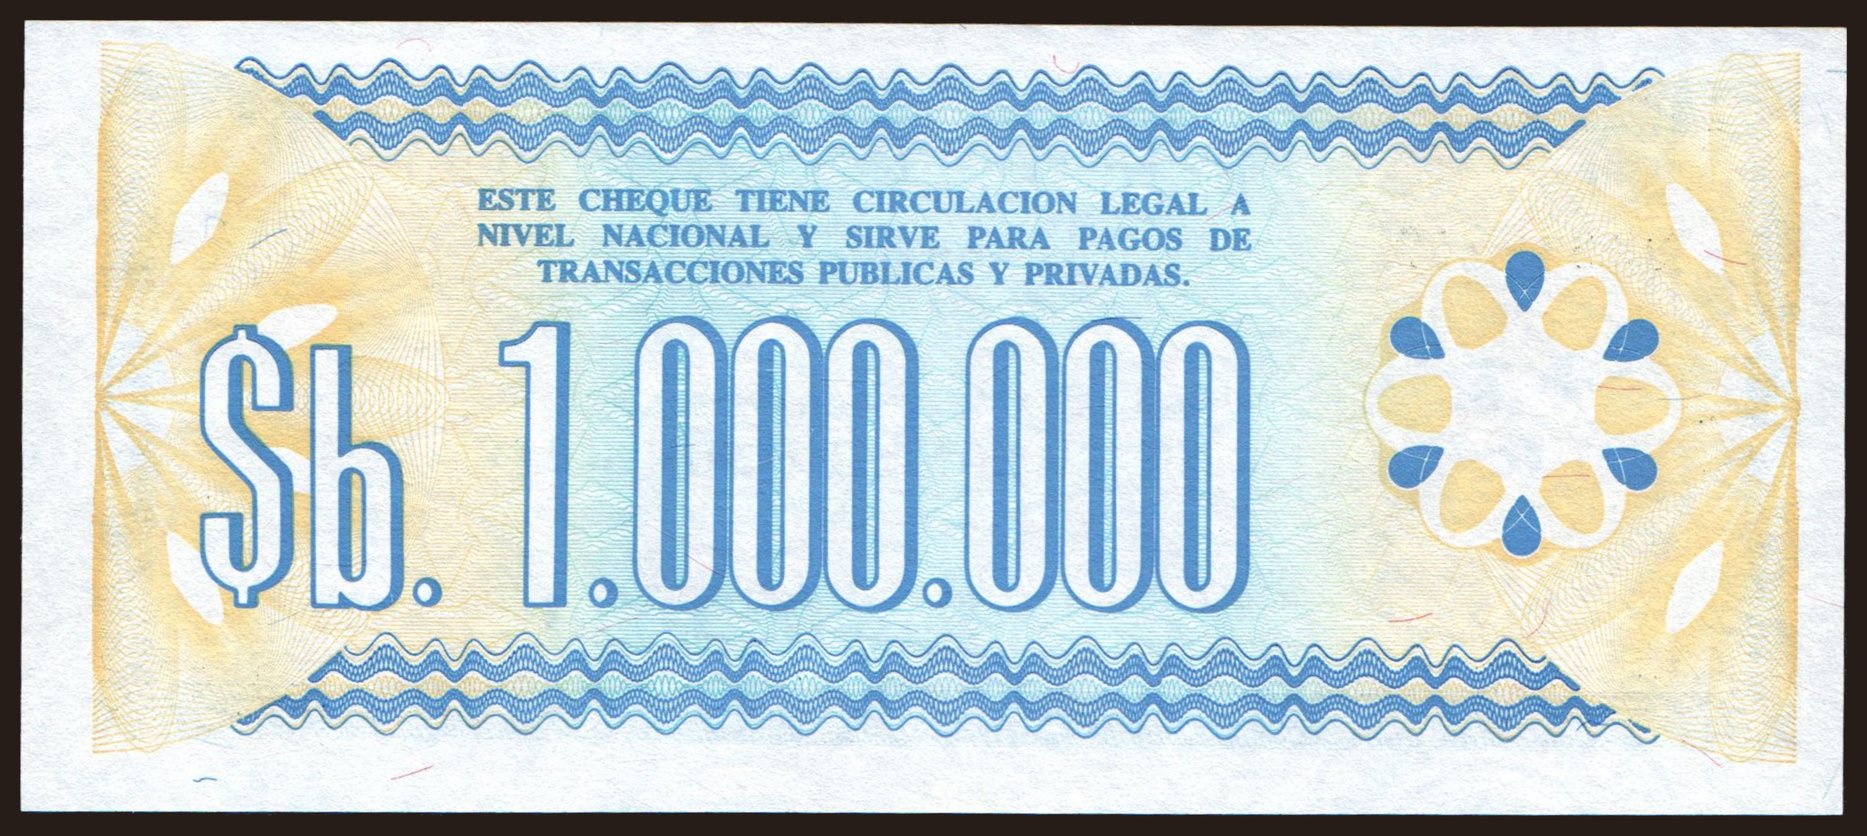 ESTE CHEQUE TIENE CIRCULACION LEGAL A
NIVEL NACIONAL Y SIRVE PARA PAGOS DE
TRANSACCIONES PUBLICAS Y PRIVADAS.
$b. 1.000.000